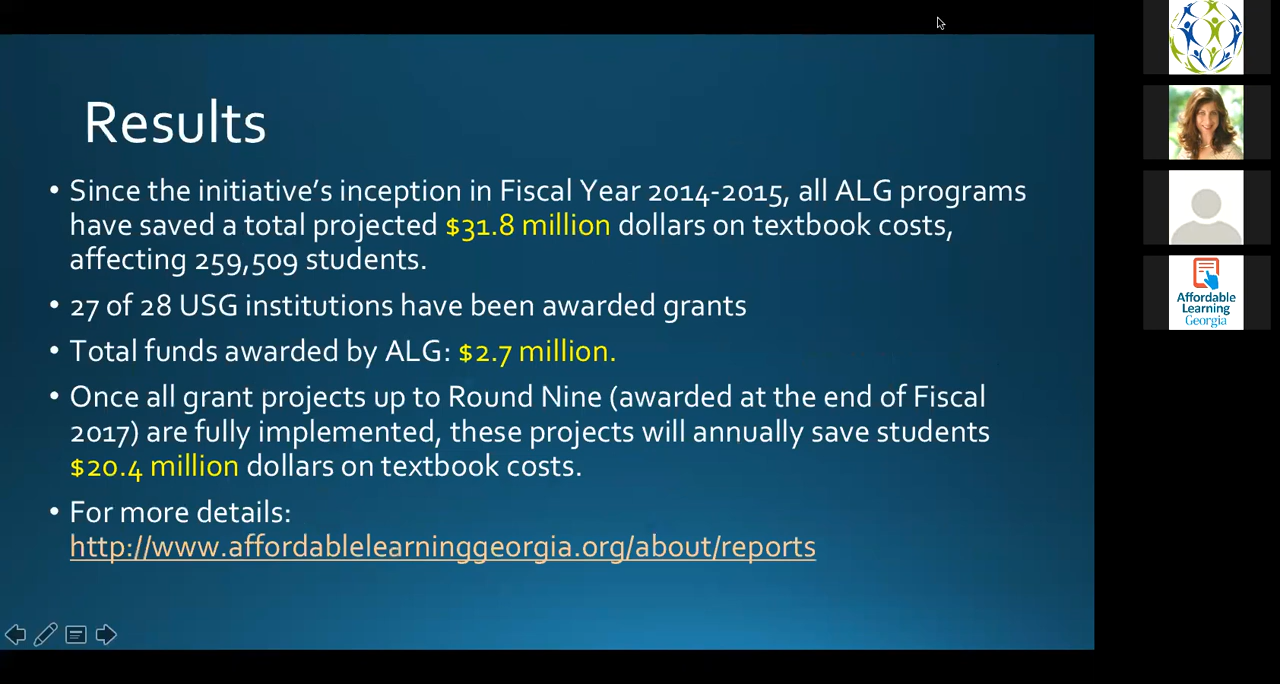 Results
• Since the initiative’s inception in Fiscal Year 2014-2015, all ALG programs
have saved a total projected $31.8 million dollars on textbook costs,
affecting 259,509 students.
• 27 of 28 USG institutions have been awarded grants
• Total funds awarded by ALG: $2.7 million.
• Once all grant projects up to Round Nine (awarded at the end of Fiscal
2017) are fully implemented, these projects will annually save students
$20.4 million dollars on textbook costs.
• For more details:
http://www.affordablelearninggeorgia.org/about/reports
Affordable
Learning
Georgia